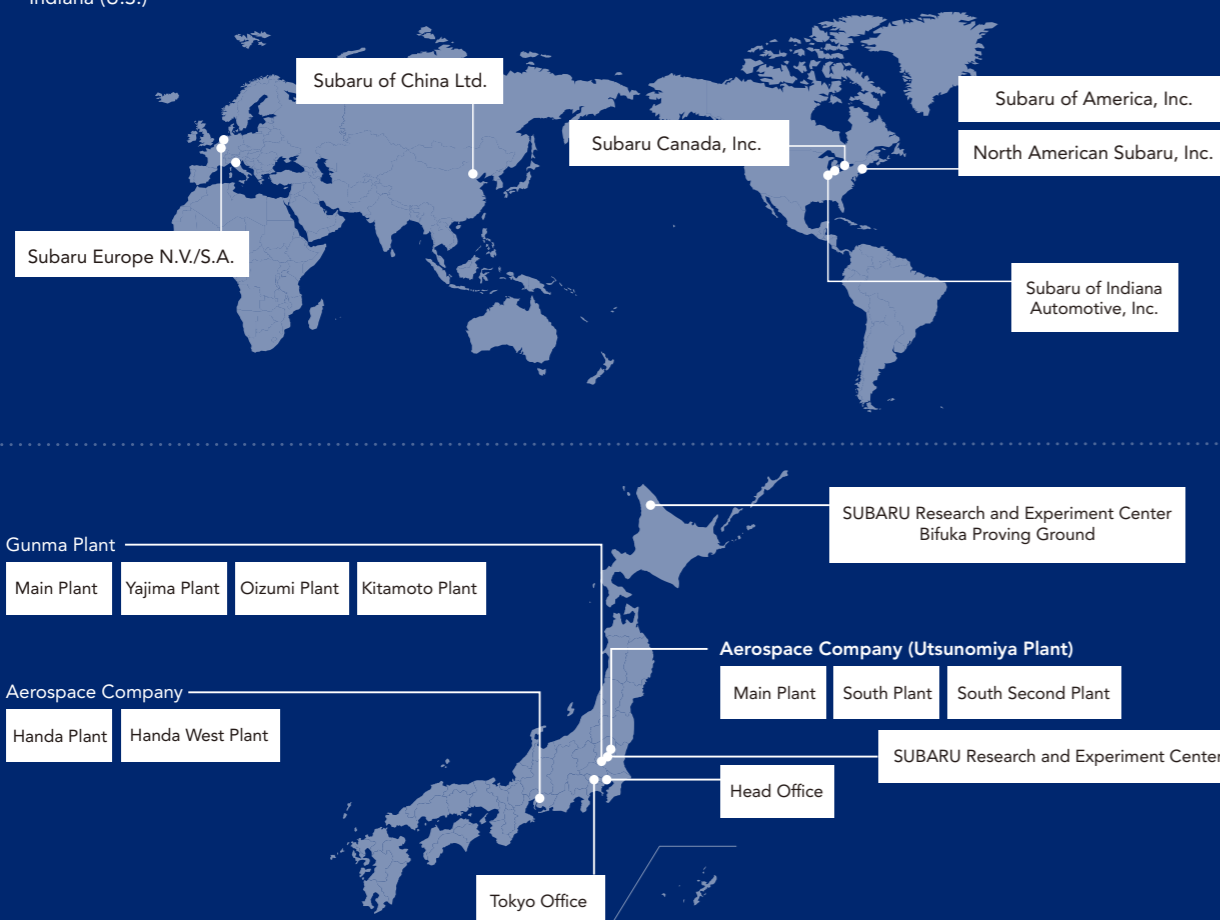 Indiana (U.S.)
Subaru of China Ltd.
Subaru of America, Inc.
Subaru Canada, Inc.
North American Subaru, Inc.
Subaru Europe N.V./S.A.
Subaru of Indiana
Automotive, Inc.
SUBARU Research and Experiment Center
Bifuka Proving Ground
Gunma Plant
Main Plant
Yajima Plant
Oizumi Plant
Kitamoto Plant
Aerospace Company (Utsunomiya Plant)
Main Plant
South Plant
South Second Plant
Aerospace Company
Handa Plant
Handa West Plant
SUBARU Research and Experiment Center
Head Office
Tokyo Office